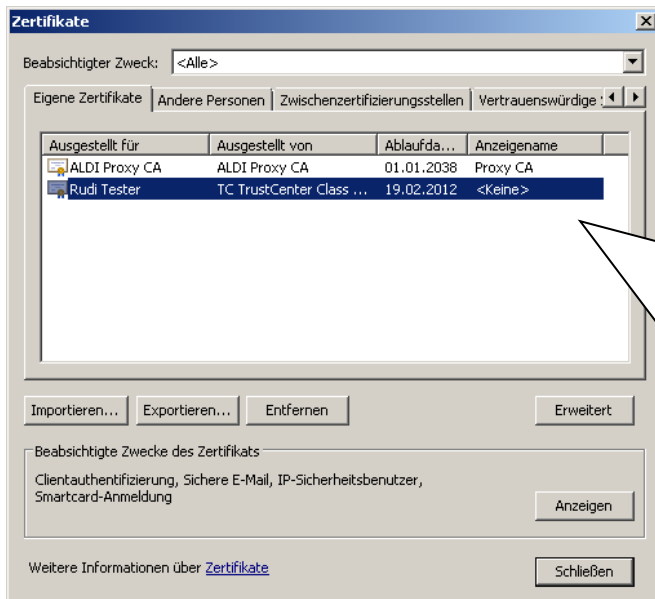 Zertifikate
Beabsichtigter Zweck: <Alle>
Eigene Zertifikate Andere Personen Zwischenzertifizierungsstellen Vertrauenswürdige
Ausgestellt für Ausgestellt von Ablaufda... Anzeigename
ALDI Proxy CA ALDI Proxy CA 01.01.2038 Proxy CA
Rudi Tester TC TrustCenter Class ... 19.02.2012 <Keine>
Importieren... Exportieren... Entfernen Erweitert
Beabsichtigte Zwecke des Zertifikats
Clientauthentifizierung, Sichere E-Mail, IP-Sicherheitsbenutzer,
Smartcard-Anmeldung
Anzeigen
Weitere Informationen über Zertifikate
Schließen